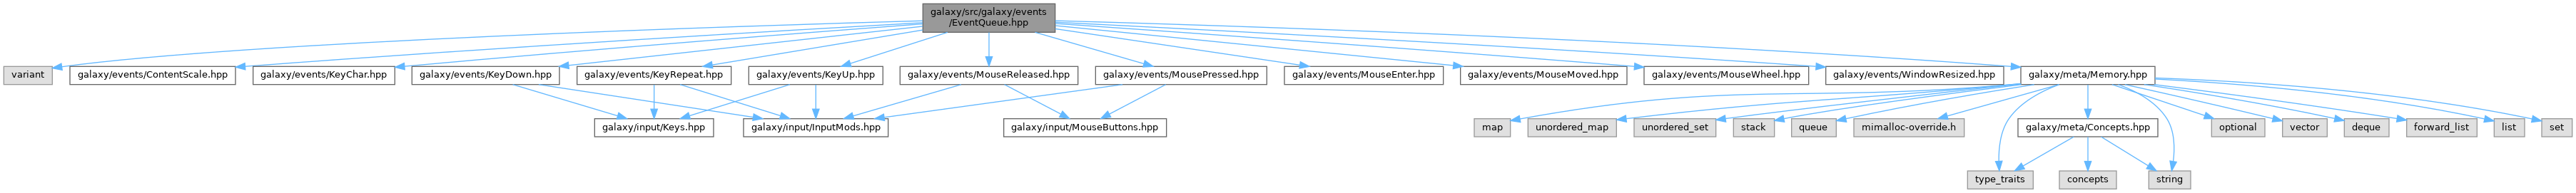 galaxy/src/galaxy/events
/EventQueue.hpp
variant
galaxy/events/ContentScale.hpp
galaxy/events/KeyChar.hpp
galaxy/events/KeyDown.hpp
galaxy/events/KeyRepeat.hpp
galaxy/events/KeyUp.hpp
galaxy/events/MouseReleased.hpp
galaxy/events/MousePressed.hpp
galaxy/events/MouseEnter.hpp
galaxy/events/MouseMoved.hpp
galaxy/events/MouseWheel.hpp
galaxy/events/WindowResized.hpp
galaxy/meta/Memory.hpp
galaxy/input/Keys.hpp
galaxy/input/InputMods.hpp
galaxy/input/MouseButtons.hpp
map
unordered_map
unordered_set
stack
queue
mimalloc-override.h
galaxy/meta/Concepts.hpp
optional
vector
deque
forward_list
list
set
type_traits
concepts
string